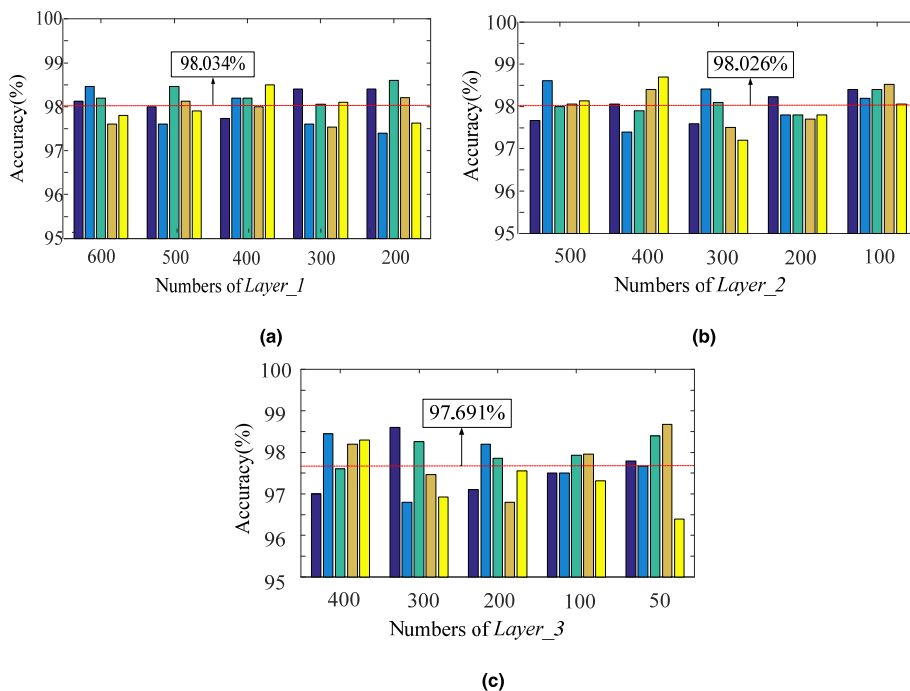 100
99
98
97
96
95
Accuracy(%)
98.034%
600 500 400 300 200
Numbers of Layer_1
(a)
100
99
98
97
96
95
Accuracy(%)
98.026%
500 400 300 200 100
Numbers of Layer_2
(b)
100
99
98
97
96
95
Accuracy(%)
97.691%
400 300 200 100 50
Numbers of Layer_3
(c)